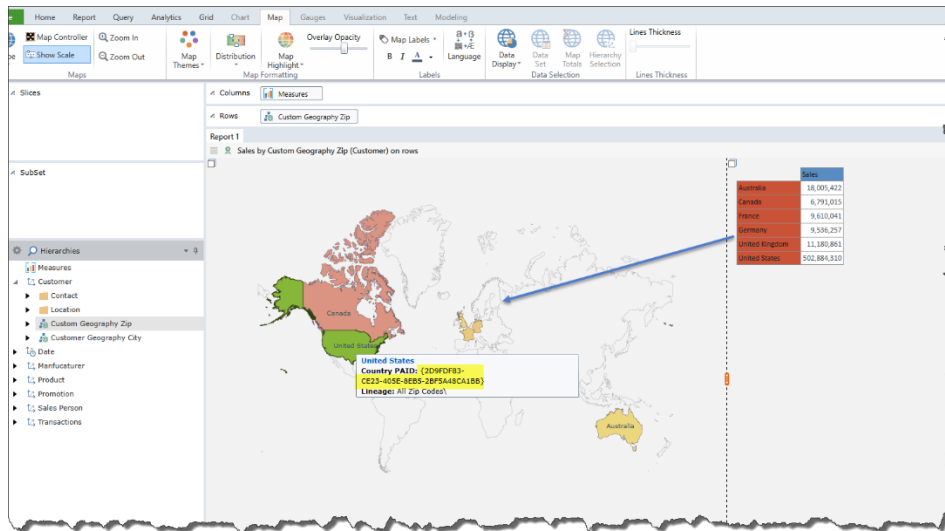 Home Report Query Analytics Grid Chart Map Gauges Visualization Text Modeling
Map Controller
Zoom In
Show Scale
Zoom Out
Maps
Map Themes
Distribution
Map Highlight
Overlay Opacity
Map Formatting
Map Labels
B I A
Language
Labels
Data Display
Data Set
Map Totals
Hierarchy Selection
Data Selection
Lines Thickness
Lines Thickness
Slices
Columns
Measures
Rows
Custom Geography Zip
Report 1
Sales by Custom Geography Zip (Customer) on rows
SubSet
Hierarchies
Measures
Customer
Contact
Location
Custom Geography Zip
Customer Geography City
Date
Manfucaturer
Product
Promotion
Sales Person
Transactions
Canada
United States
Australia
United States
Country PAID: {2D9FDF83-
CE23-405E-8EB5-2BF5A48CA1BB}
Lineage: All Zip Codes\
Sales
Australia 18,005,422
Canada 6,791,015
France 9,610,041
Germany 9,536,257
United Kingdom 11,180,861
United States 502,884,510